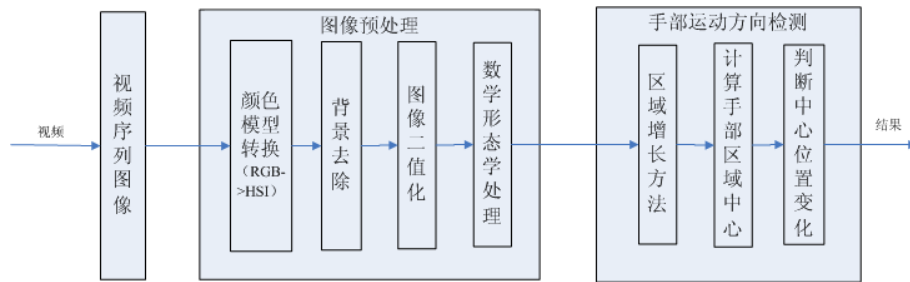 视频
视频序列图像
图像预处理
颜色
模型
转换
（RGB-
>HSI）
背景去除
图像二值化
数学形态学处理
手部运动方向检测
区域增长方法
计算手部区域中心
判断中心位置变化
结果